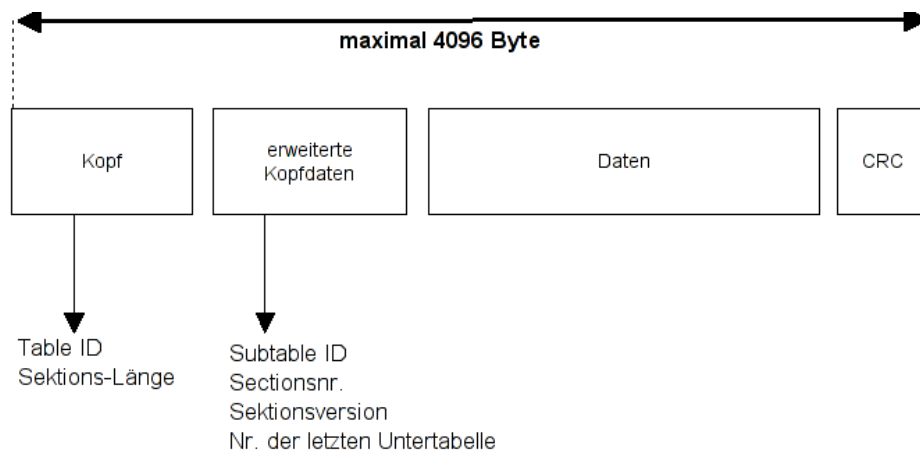 maximal 4096 Byte
Kopf
erweiterte
Kopfdaten
Daten
CRC
Table ID
Sektions-Länge
Subtable ID
Sectionsnr.
Sektionsversion
Nr. der letzten Untertabelle